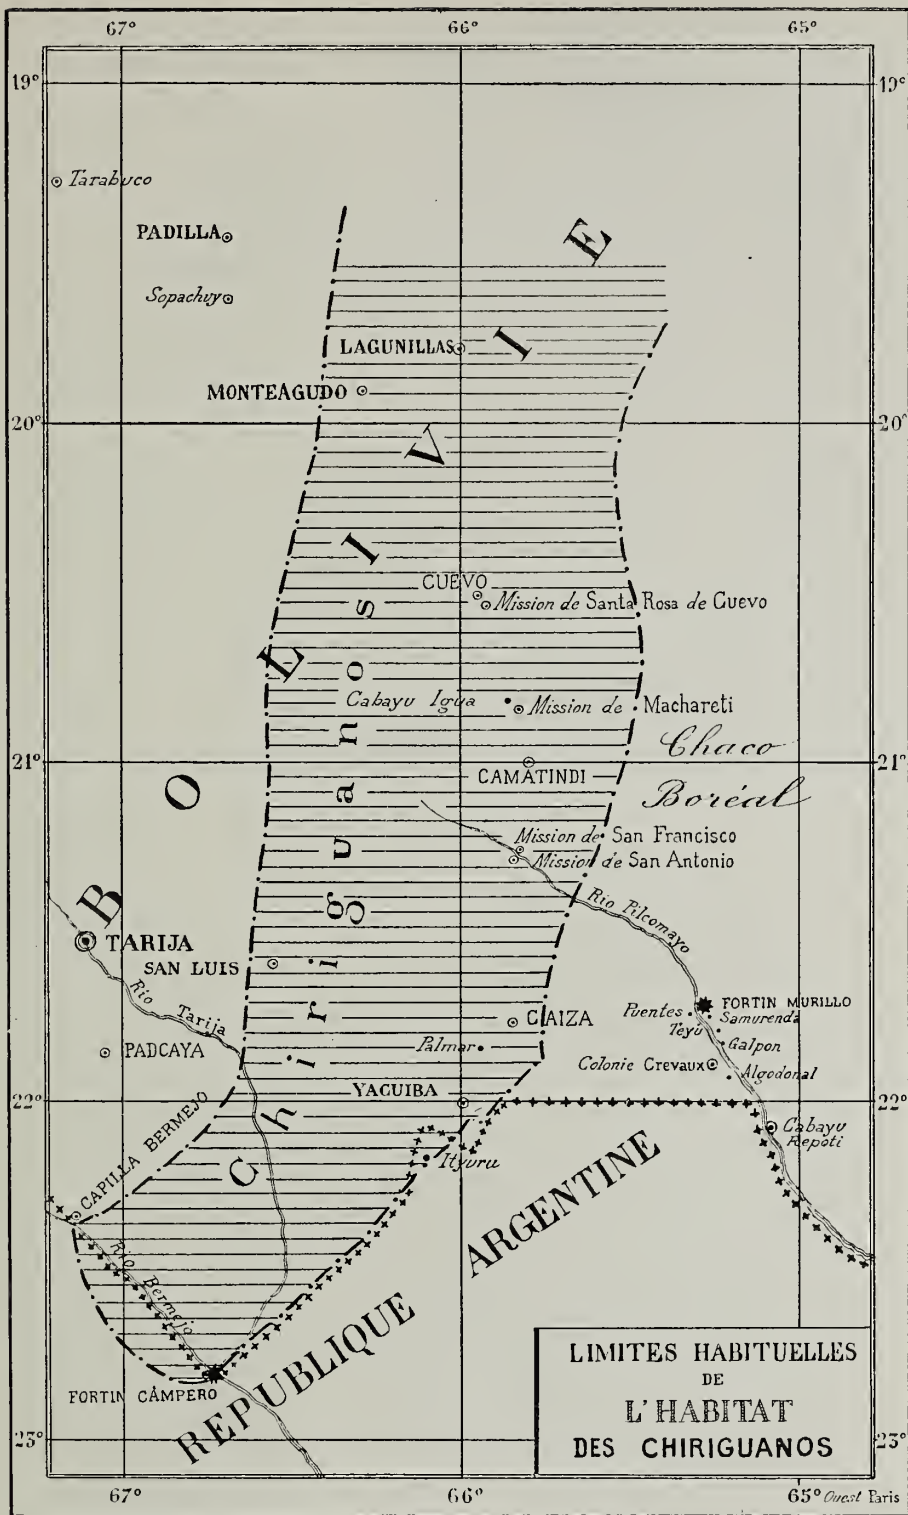 67° 66° 65°
19° 19°
Tarabuco
PADILLA
Sopachuy
BOLIVIE
LAGUNILLAS
MONTEAGUDO
20° 20°
CUEVO
Mission de Santa Rosa de Cuevo
Chiriguanos
Cabayu Igua
Mission de Machareti
Chaco
Boréal
21° 21°
CAMATINDI
Mission de San Francisco
Mission de San Antonio
Rio Pilcomayo
TARIJA
SAN LUIS
Rio Tarija
FORTIN MURILLO
Puentes
Samurenda
Teyú
CAIZA
Galpon
PADCAYA
Palmar
Colonie Crevaux
Algodonal
YACUIBA
22° 22°
CAPILLA BERMEJO
Cabayu
Repoti
Ityuru
REPUBLIQUE ARGENTINE
Rio Bermejo
FORTIN CAMPERO
LIMITES HABITUELLES
DE
L'HABITAT
DES CHIRIGUANOS
23° 23°
67° 66° 65° Ouest Paris